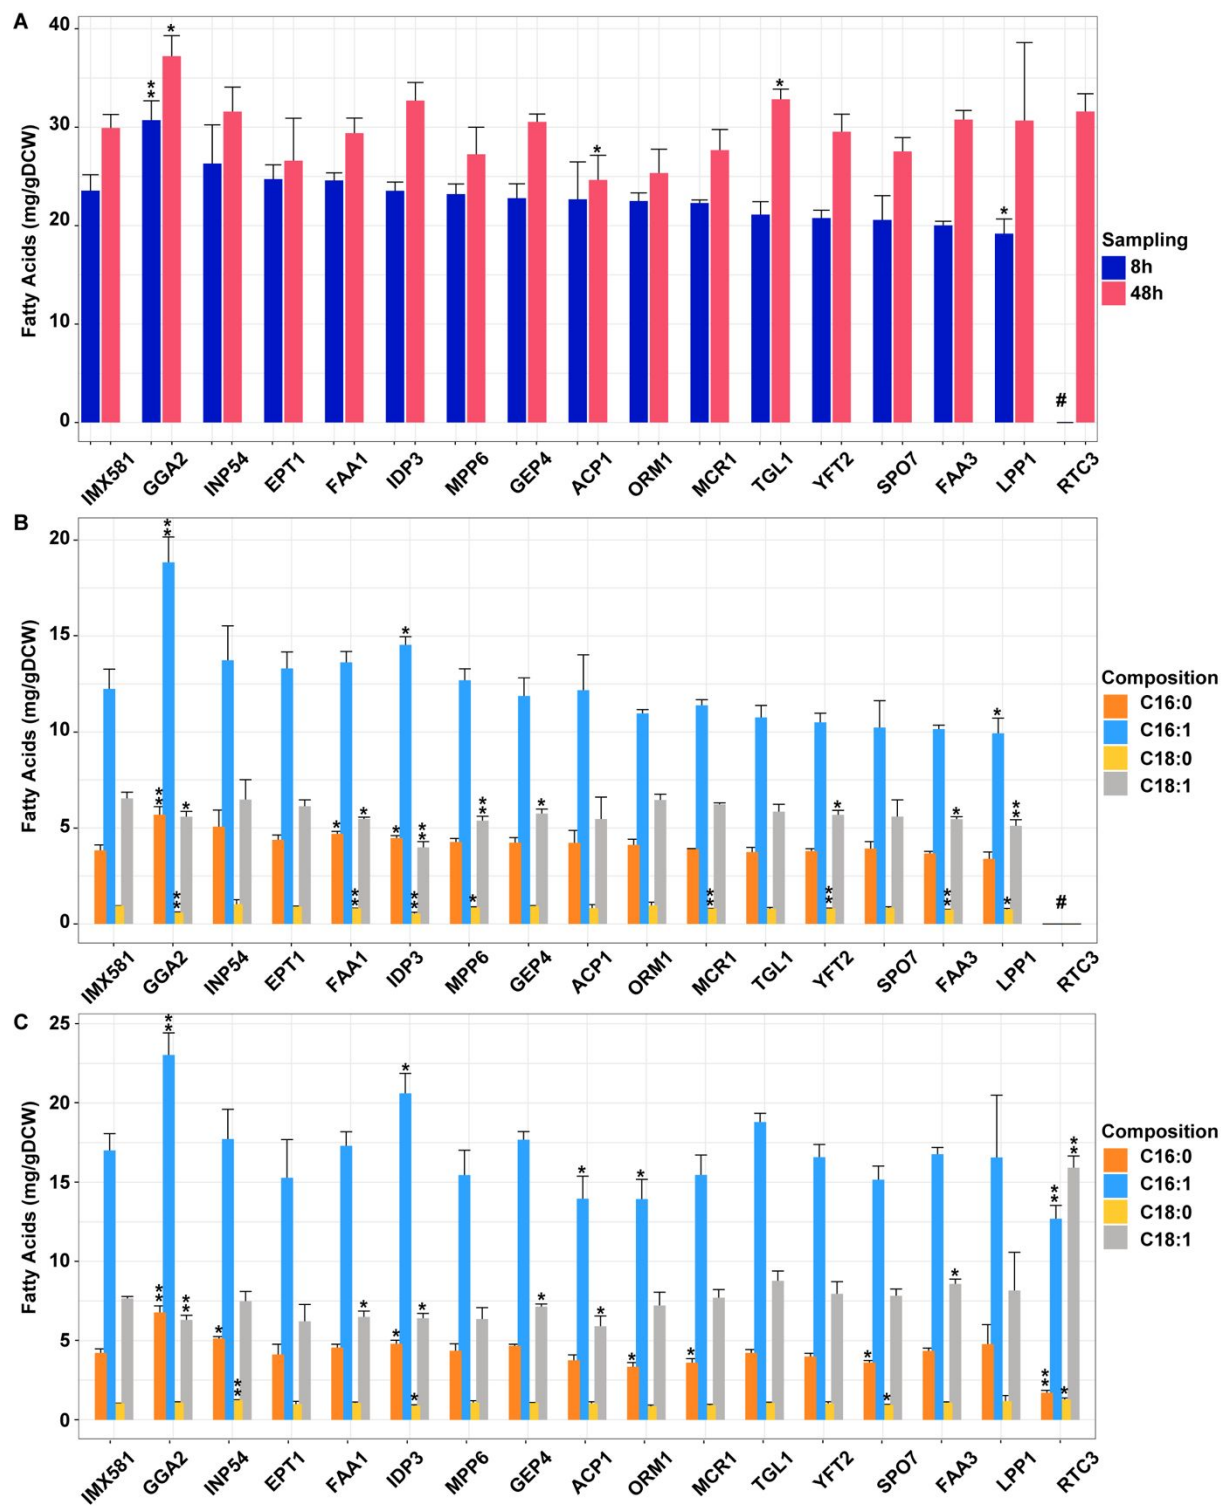 A
Fatty Acids (mg/gDCW)
40
30
20
10
0
** * * * *
#
IMX581 GGA2 INP54 EPT1 FAA1 IDP3 MPP6 GEP4 ACP1 ORM1 MCR1 TGL1 YFT2 SPO7 FAA3 LPP1 RTC3
Sampling
8h
48h
B
Fatty Acids (mg/gDCW)
20
15
10
5
0
** ** ** * * ** * * * ** ** * ** * ** ** * ** * * * **
#
IMX581 GGA2 INP54 EPT1 FAA1 IDP3 MPP6 GEP4 ACP1 ORM1 MCR1 TGL1 YFT2 SPO7 FAA3 LPP1 RTC3
Composition
C16:0
C16:1
C18:0
C18:1
C
Fatty Acids (mg/gDCW)
25
20
15
10
5
0
** ** ** * ** * * * * * * * * * * * * * * ** ** * **
IMX581 GGA2 INP54 EPT1 FAA1 IDP3 MPP6 GEP4 ACP1 ORM1 MCR1 TGL1 YFT2 SPO7 FAA3 LPP1 RTC3
Composition
C16:0
C16:1
C18:0
C18:1